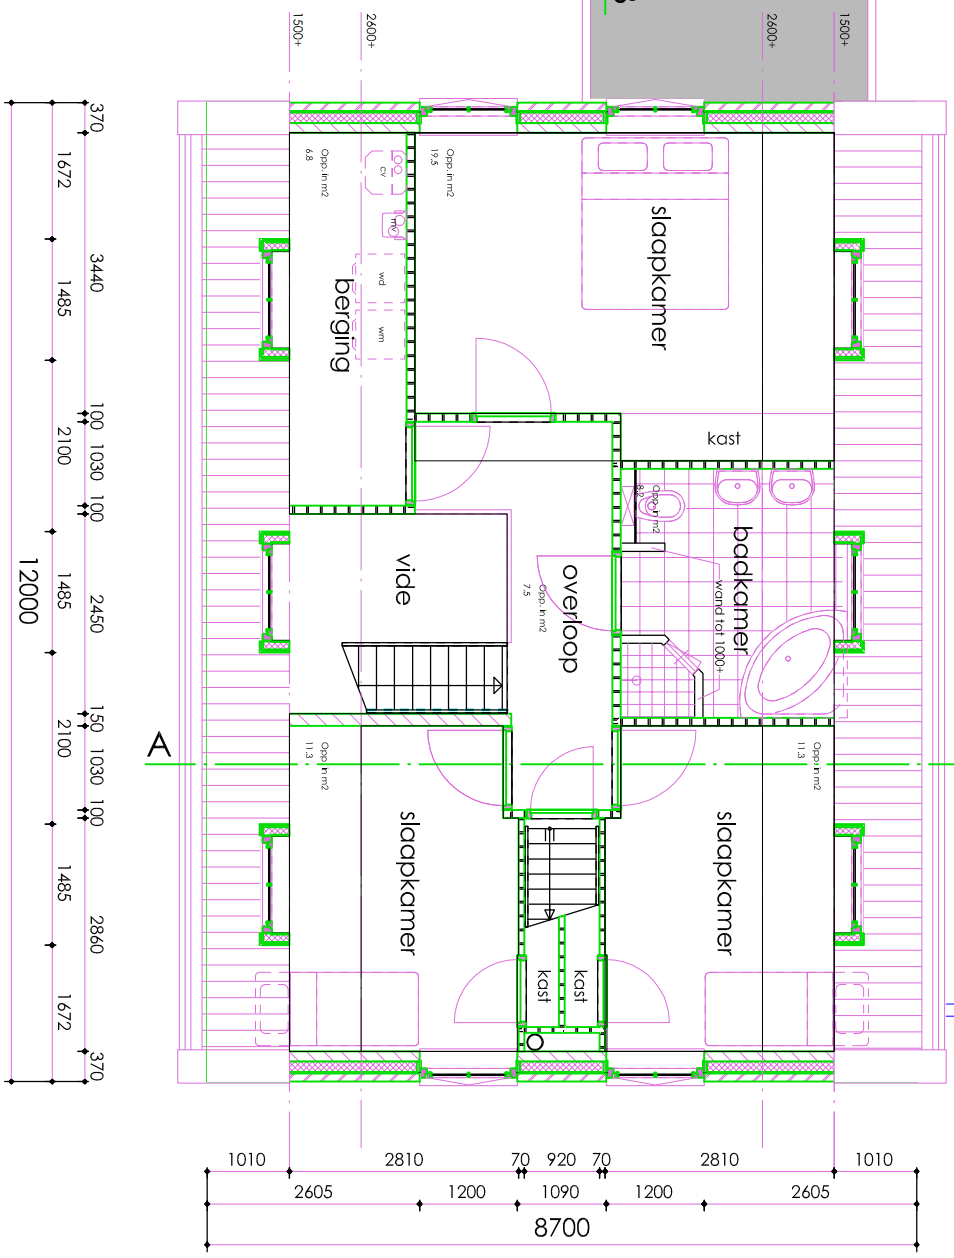 1500+
2600+
2600+
1500+
370
1672
3440
1485
100
1030
2100
100
12000
1485
2450
150
2100
1030
100
1485
2860
1672
370
Opp. in m2
6.8
cv
mv
wd
wm
berging
Opp. in m2
19.5
slaapkamer
kast
Opp. in m2
8.2
badkamer
wand tot 1000+
vide
overloop
Opp. in m2
7.5
A
Opp. in m2
11.3
slaapkamer
Opp. in m2
11.3
slaapkamer
kast
kast
1010
2810
70
920
70
2810
1010
2605
1200
1090
1200
2605
8700